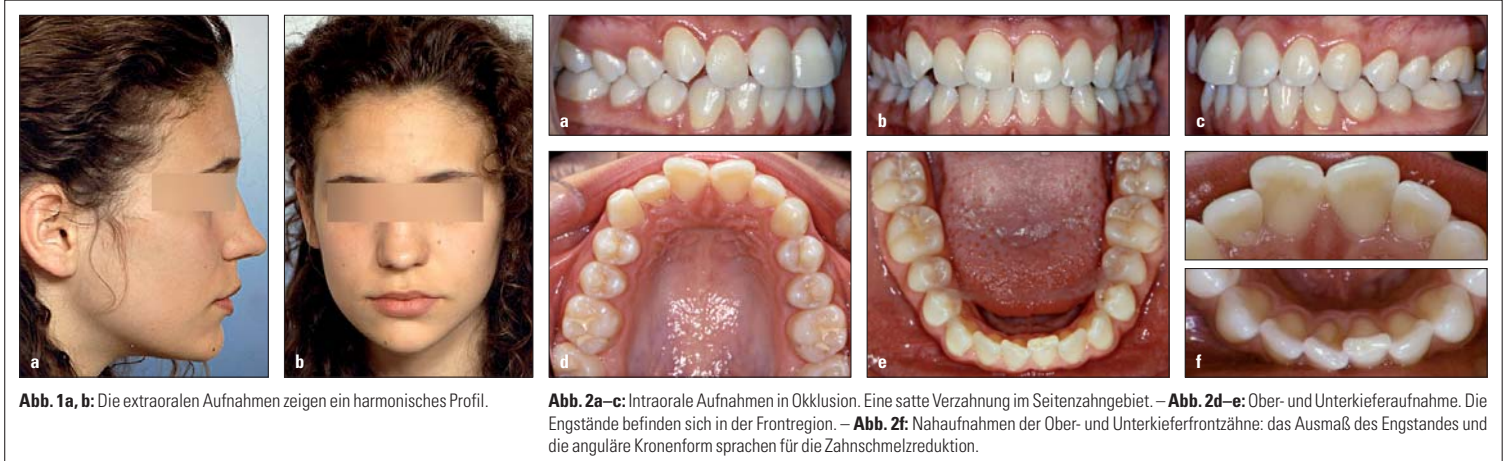 a
b
a
b
c
d
e
f
Abb. 1a, b: Die extraoralen Aufnahmen zeigen ein harmonisches Profil.
Abb. 2a–c: Intraorale Aufnahmen in Okklusion. Eine satte Verzahnung im Seitenzahngebiet. – Abb. 2d–e: Ober- und Unterkieferaufnahme. Die
Engstände befinden sich in der Frontregion. – Abb. 2f: Nahaufnahmen der Ober- und Unterkieferfrontzähne: das Ausmaß des Engstandes und
die anguläre Kronenform sprachen für die Zahnschmelzreduktion.